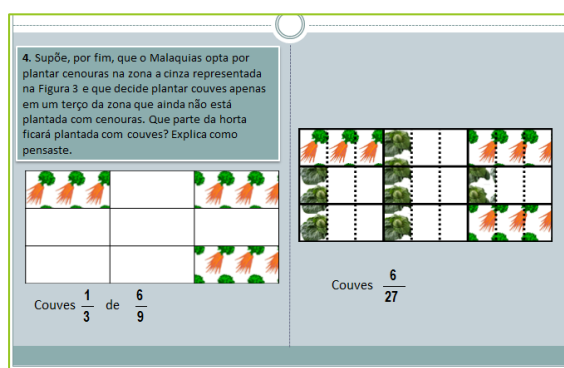 4. Supõe, por fim, que o Malaquias opta por
plantar cenouras na zona a cinza representada
na Figura 3 e que decide plantar couves apenas
em um terço da zona que ainda não está
plantada com cenouras. Que parte da horta
ficará plantada com couves? Explica como
pensaste.
Couves 1/3 de 6/9
Couves 6/27